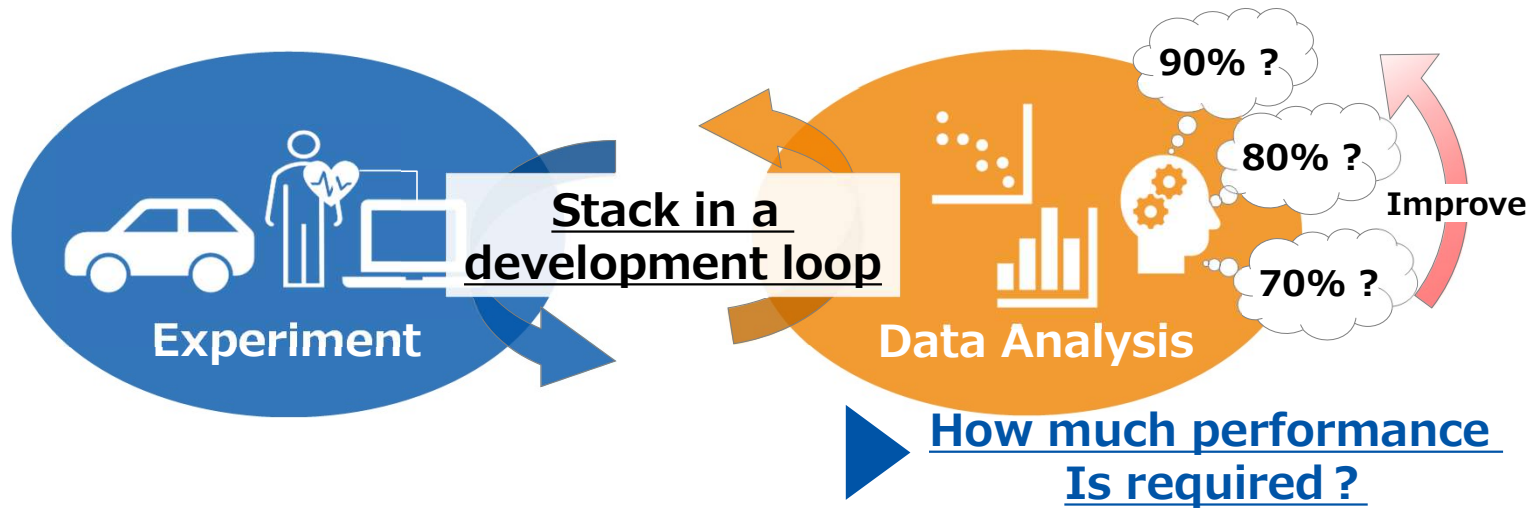 90% ?
80% ?
Improve
70% ?
Stack in a
development loop
Experiment
Data Analysis
How much performance
Is required ?